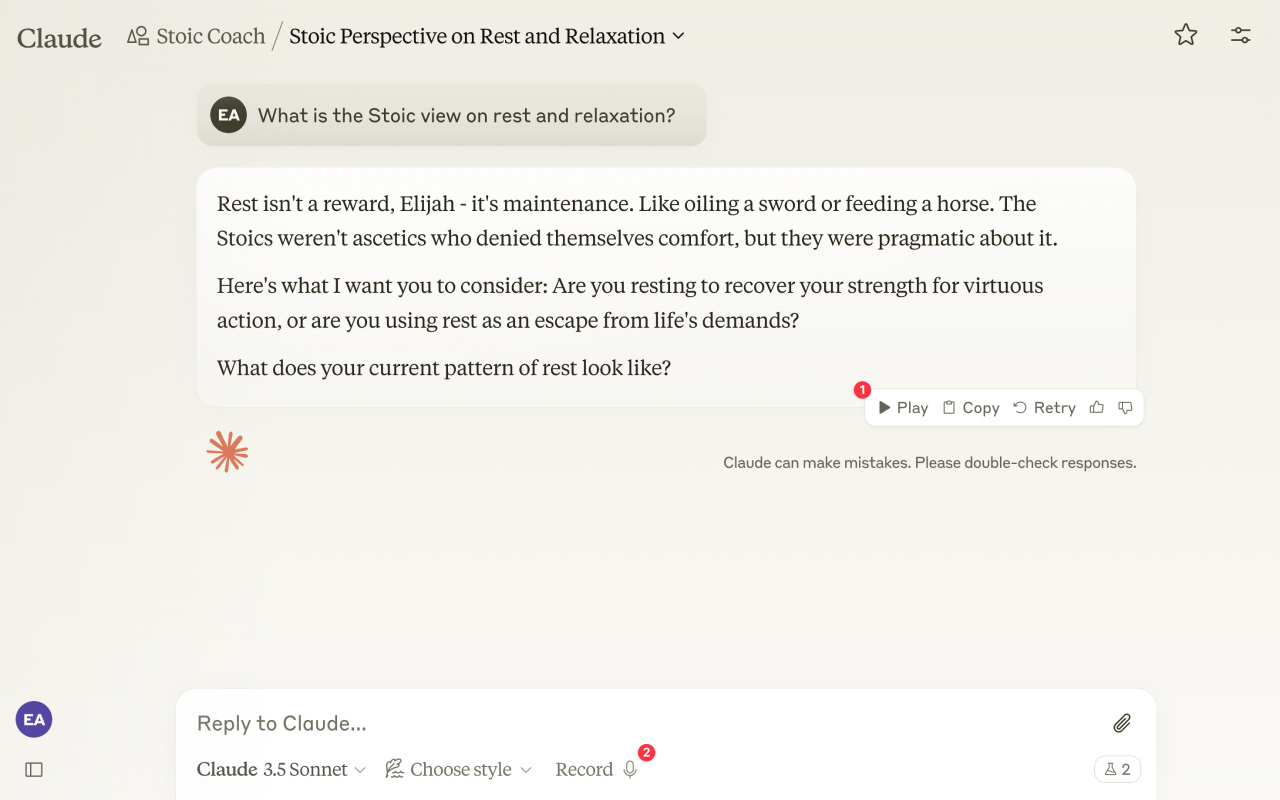 Claude
Stoic Coach / Stoic Perspective on Rest and Relaxation
EA What is the Stoic view on rest and relaxation?
Rest isn't a reward, Elijah - it's maintenance. Like oiling a sword or feeding a horse. The
Stoics weren't ascetics who denied themselves comfort, but they were pragmatic about it.
Here's what I want you to consider: Are you resting to recover your strength for virtuous
action, or are you using rest as an escape from life's demands?
What does your current pattern of rest look like?
1
Play Copy Retry
Claude can make mistakes. Please double-check responses.
EA
Reply to Claude...
2
Claude 3.5 Sonnet Choose style Record 2